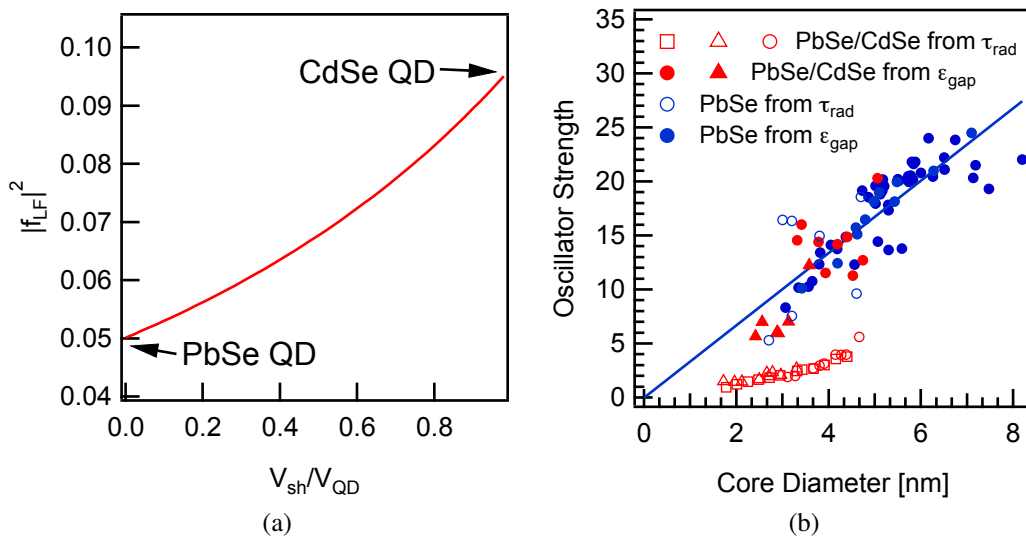 0.10
0.09
0.08
0.07
0.06
0.05
0.04
|f_LF|²
CdSe QD
PbSe QD
0.0 0.2 0.4 0.6 0.8
V_sh/V_QD
(a)
35
30
25
20
15
10
5
0
Oscillator Strength
PbSe/CdSe from τ_rad
PbSe/CdSe from ε_gap
PbSe from τ_rad
PbSe from ε_gap
0 2 4 6 8
Core Diameter [nm]
(b)